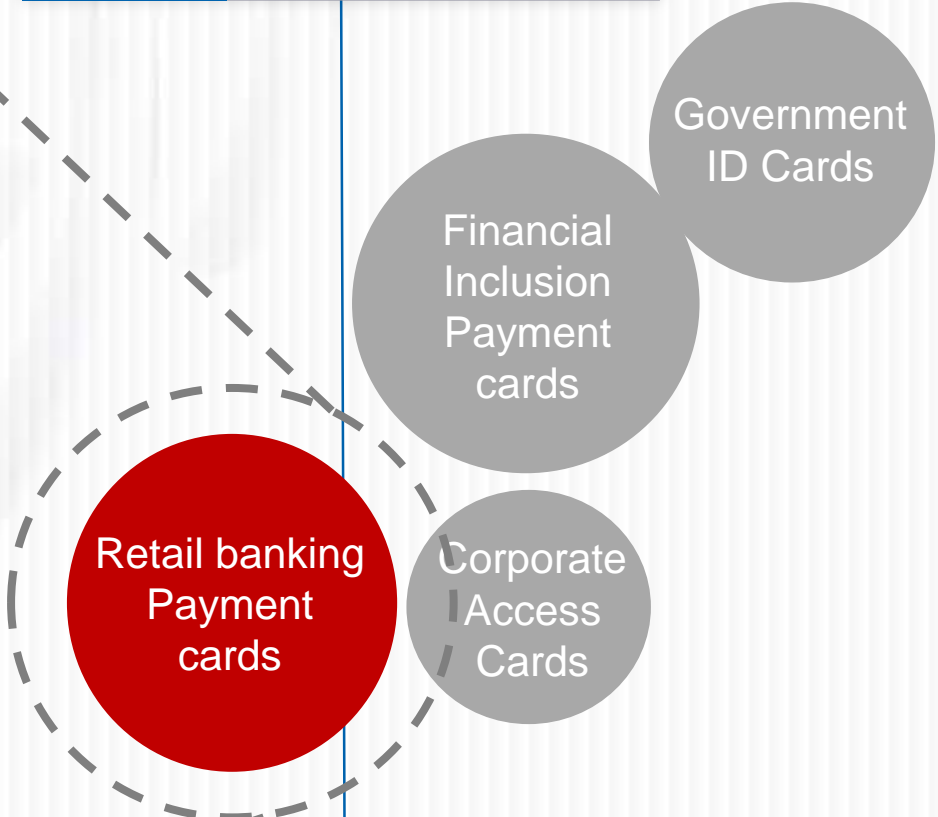 Government
ID Cards
Financial
Inclusion
Payment
cards
Retail banking
Payment
cards
Corporate
Access
Cards